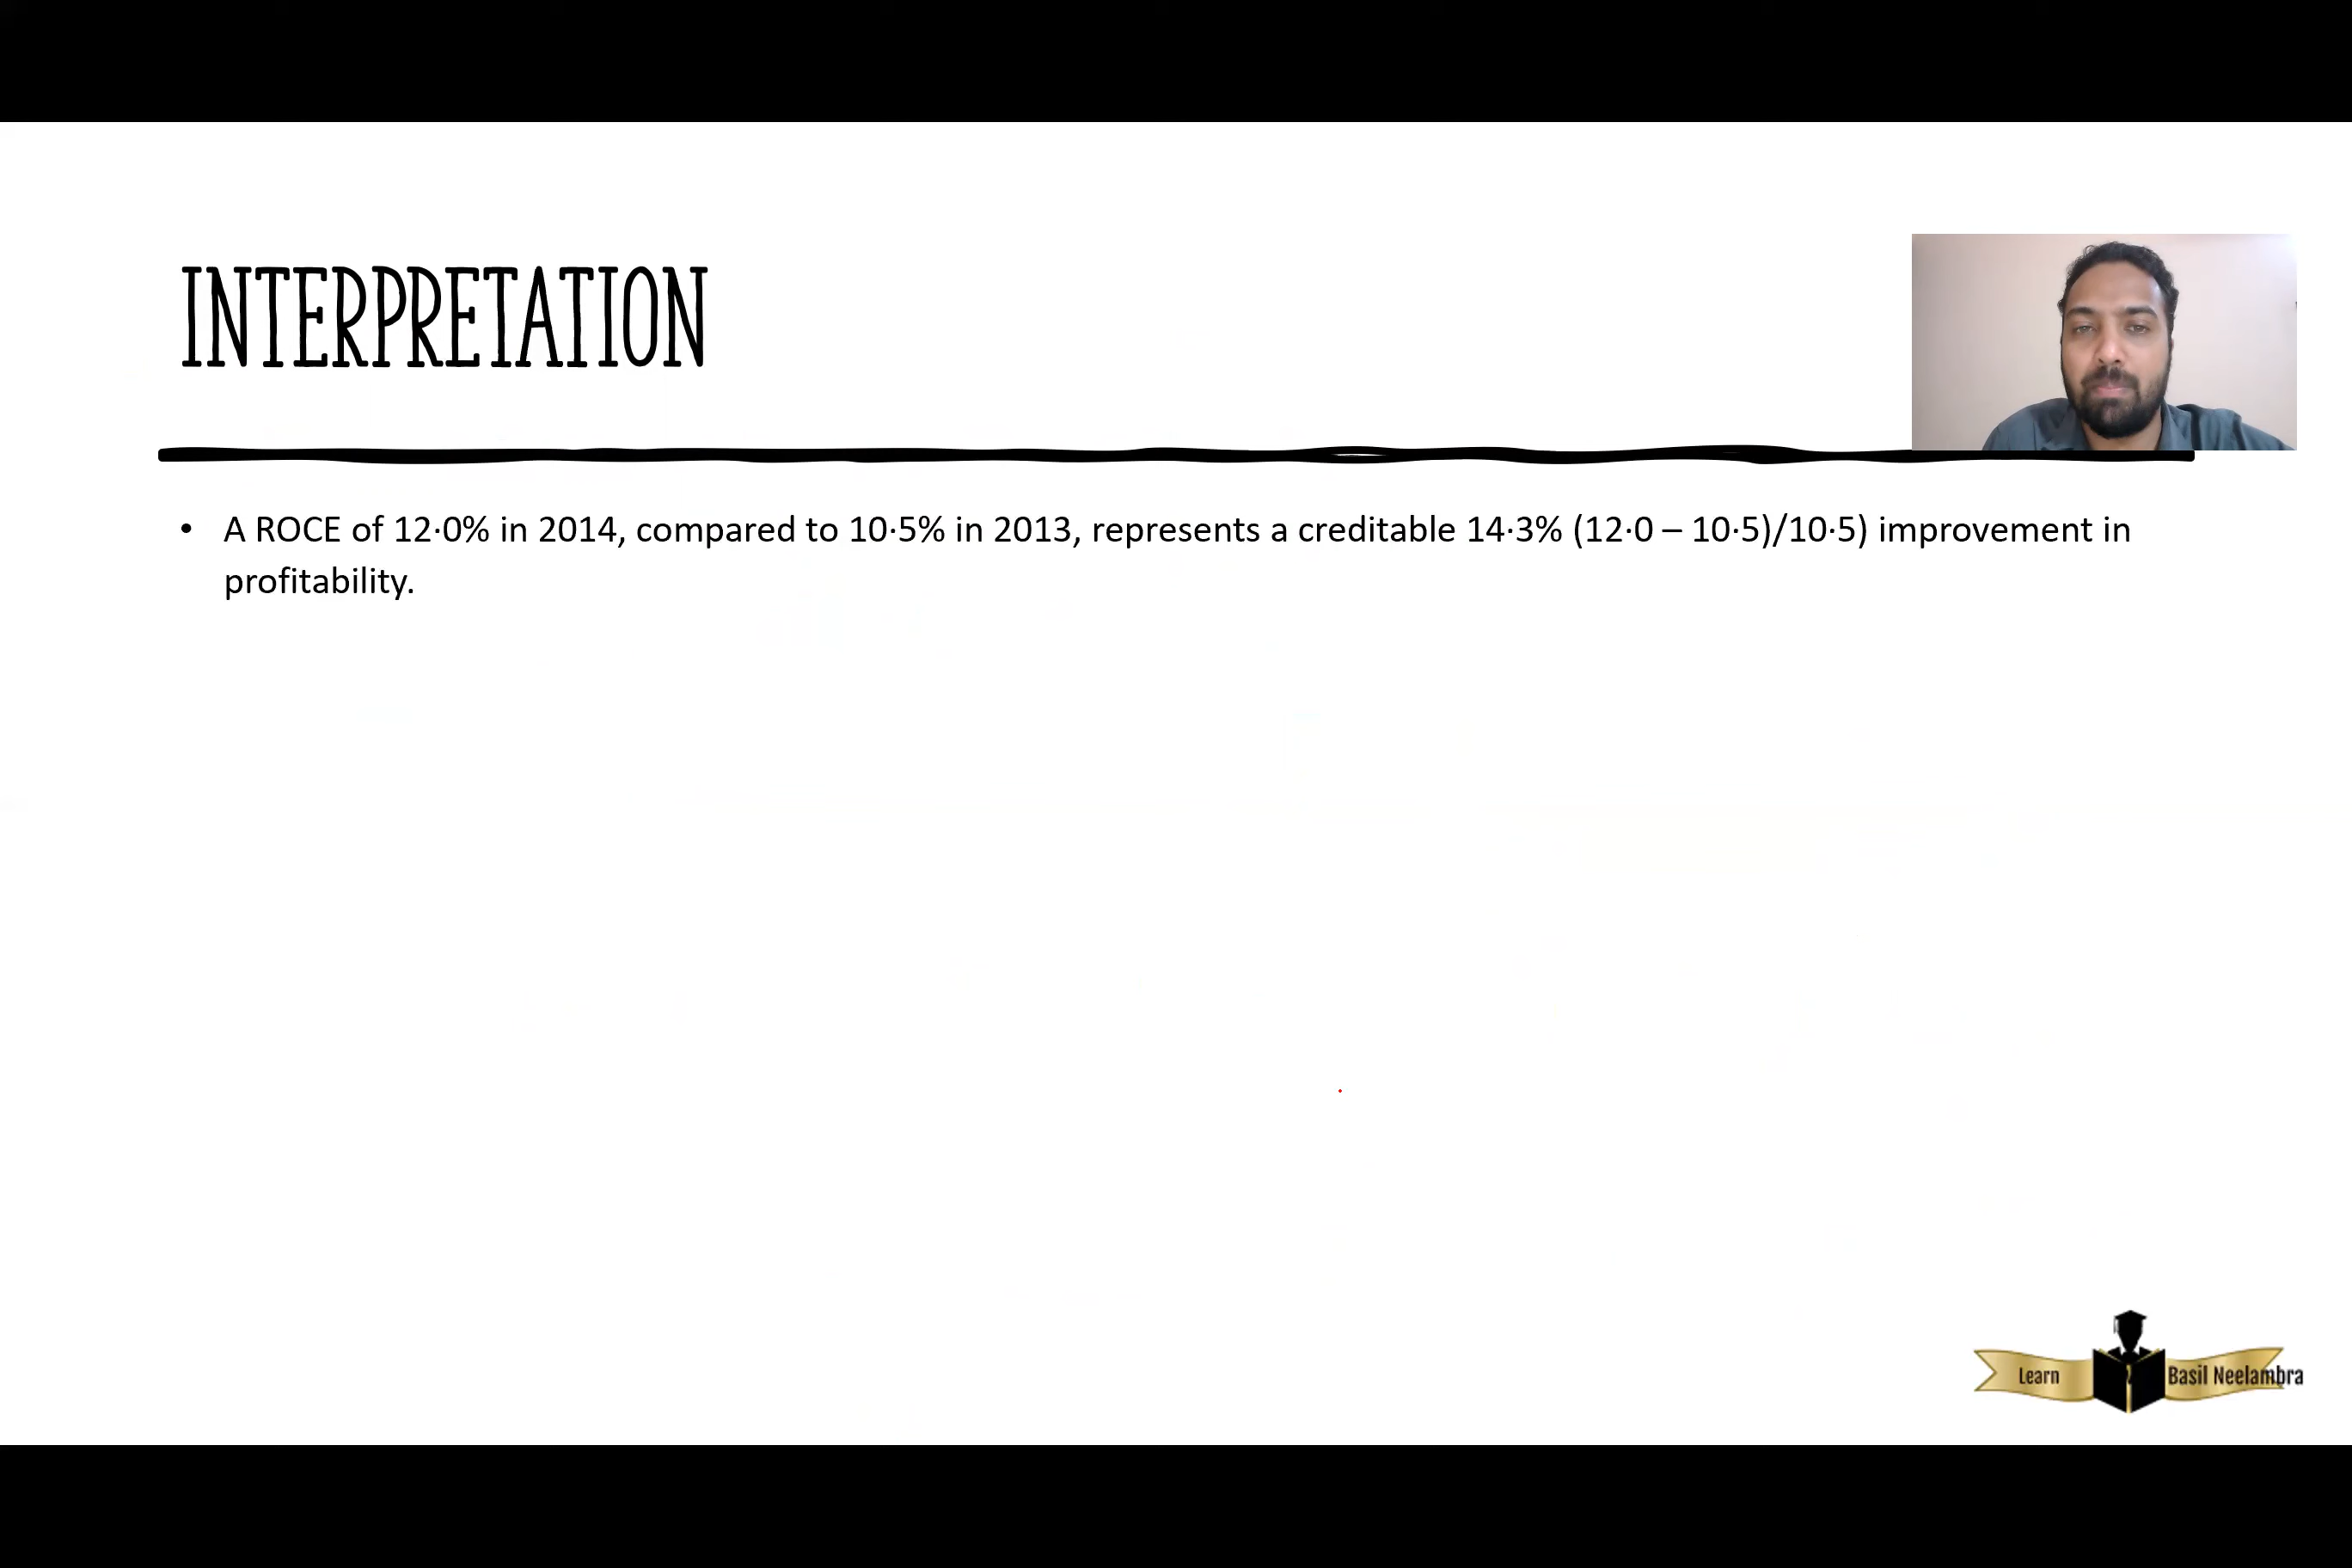 INTERPRETATION
• A ROCE of 12·0% in 2014, compared to 10·5% in 2013, represents a creditable 14·3% (12·0 – 10·5)/10·5) improvement in
profitability.
Learn Basil Neelambra